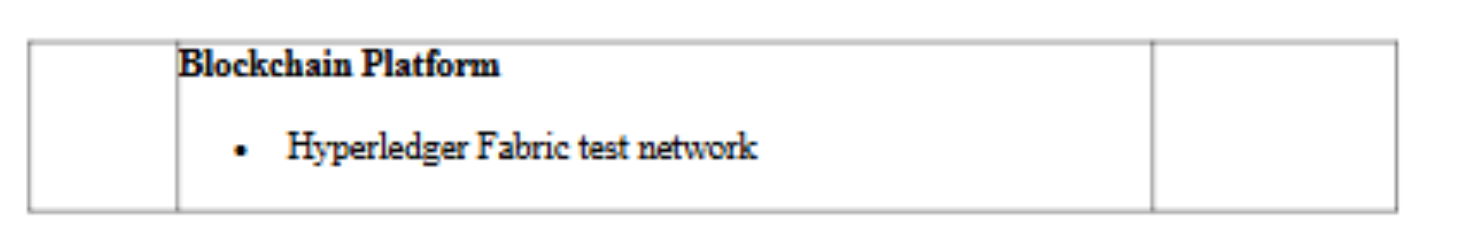 Blockchain Platform
• Hyperledger Fabric test network